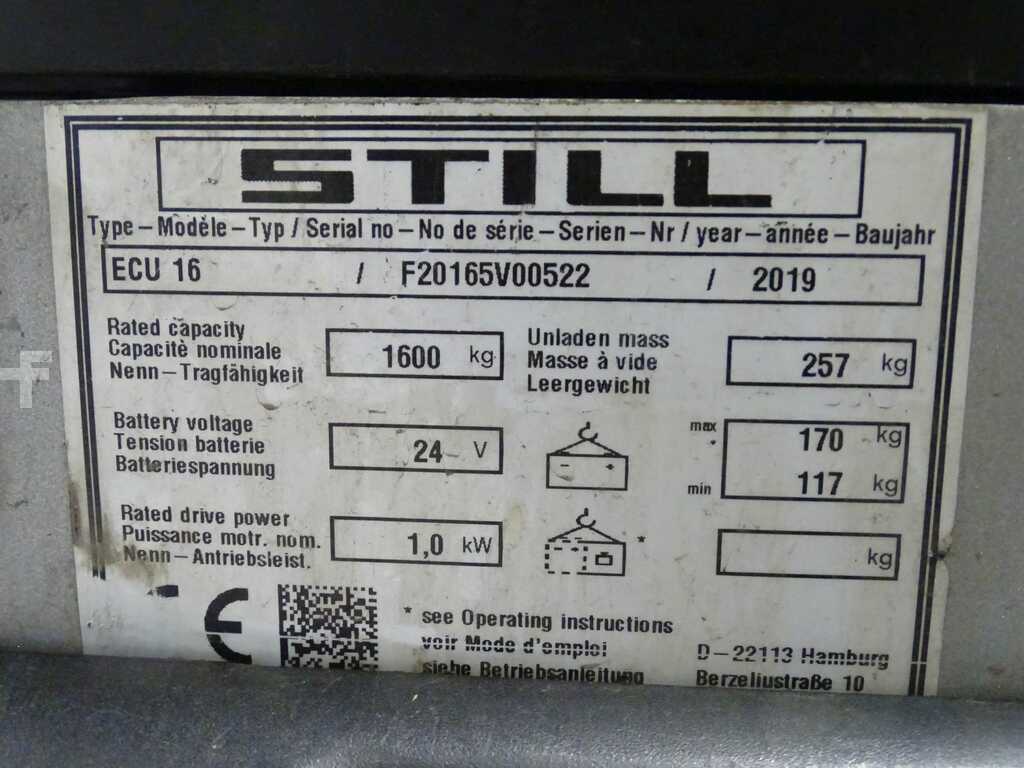 STILL
Type – Modèle – Typ / Serial no – No de série – Serien – Nr / year – année – Baujahr
ECU 16 / F20165V00522 / 2019
Rated capacity
Capacitè nominale
Nenn – Tragfähigkeit
1600 kg
Unladen mass
Masse à vide
Leergewicht
257 kg
Battery voltage
Tension batterie
Batteriespannung
24 V
- +
max
170 kg
min
117 kg
Rated drive power
Puissance motr. nom.
Nenn – Antriebsleist.
1,0 kW
*
kg
CE
* see Operating instructions
voir Mode d'emploi
siehe Betriebsanleitung
D – 22113 Hamburg
Berzeliustraße 10